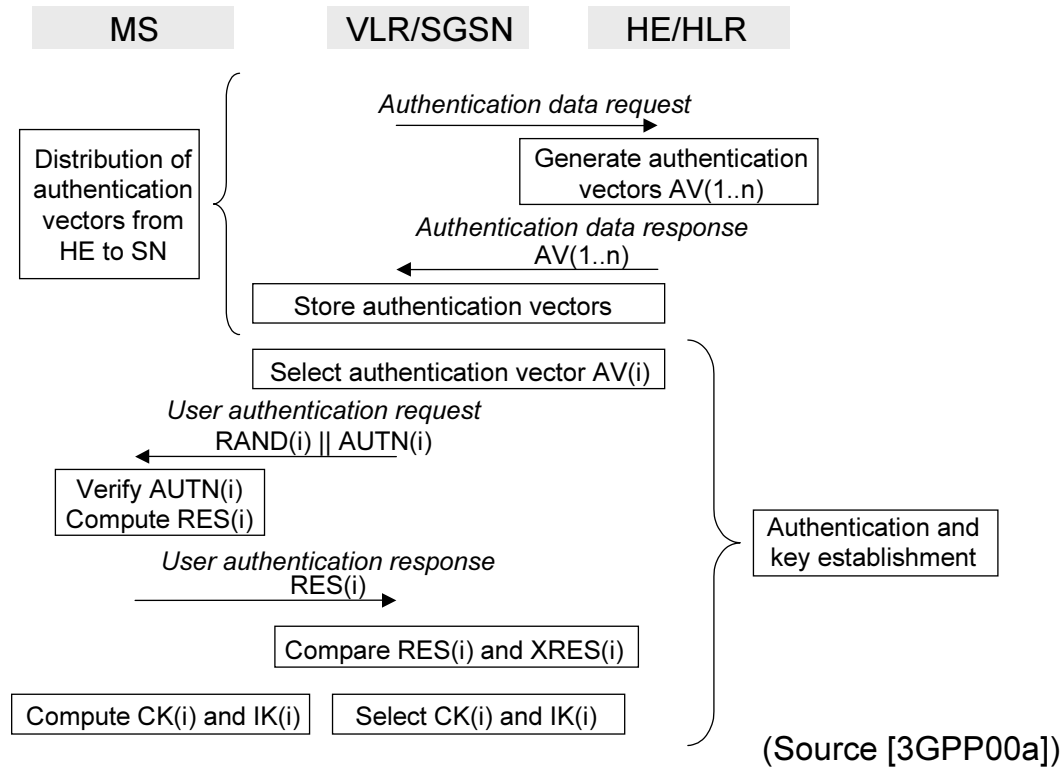 MS
VLR/SGSN
HE/HLR
Authentication data request
Distribution of
authentication
vectors from
HE to SN
Generate authentication
vectors AV(1..n)
Authentication data response
AV(1..n)
Store authentication vectors
Select authentication vector AV(i)
User authentication request
RAND(i) || AUTN(i)
Verify AUTN(i)
Compute RES(i)
Authentication and
key establishment
User authentication response
RES(i)
Compare RES(i) and XRES(i)
Compute CK(i) and IK(i)
Select CK(i) and IK(i)
(Source [3GPP00a])